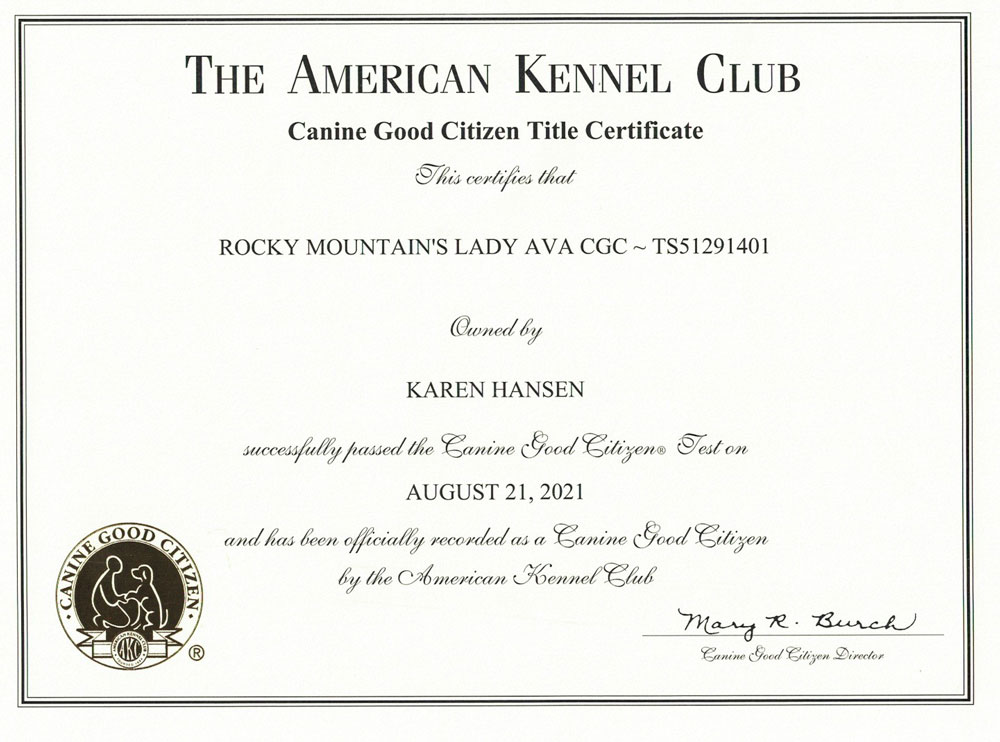 THE AMERICAN KENNEL CLUB
Canine Good Citizen Title Certificate
This certifies that
ROCKY MOUNTAIN'S LADY AVA CGC ~ TS51291401
Owned by
KAREN HANSEN
successfully passed the Canine Good Citizen® Test on
AUGUST 21, 2021
and has been officially recorded as a Canine Good Citizen
by the American Kennel Club
·CANINE GOOD CITIZEN·
AMERICAN KENNEL CLUB
AKC
®
Mary R. Burch
Canine Good Citizen Director